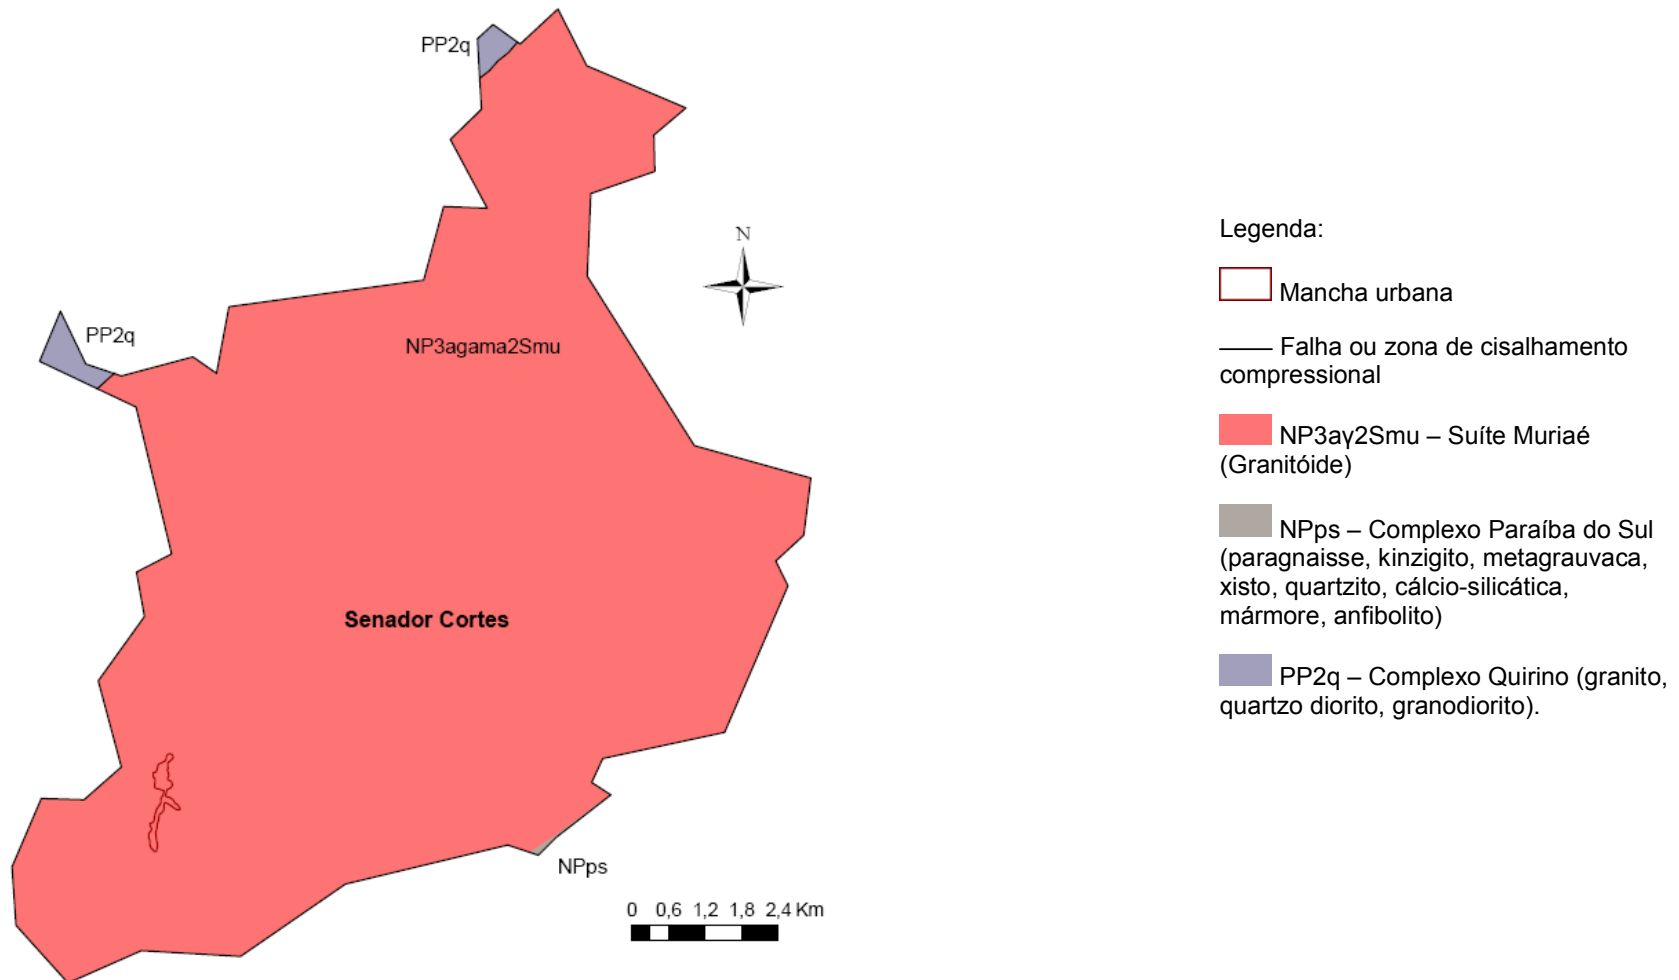 PP2q
N
Legenda:
Mancha urbana
Falha ou zona de cisalhamento
compressional
PP2q
NP3agama2Smu
NP3aγ2Smu – Suíte Muriaé
(Granitóide)
NPps – Complexo Paraíba do Sul
(paragnaisse, kinzigito, metagrauvaca,
xisto, quartzito, cálcio-silicática,
mármore, anfibolito)
Senador Cortes
PP2q – Complexo Quirino (granito,
quartzo diorito, granodiorito).
NPps
0 0,6 1,2 1,8 2,4 Km